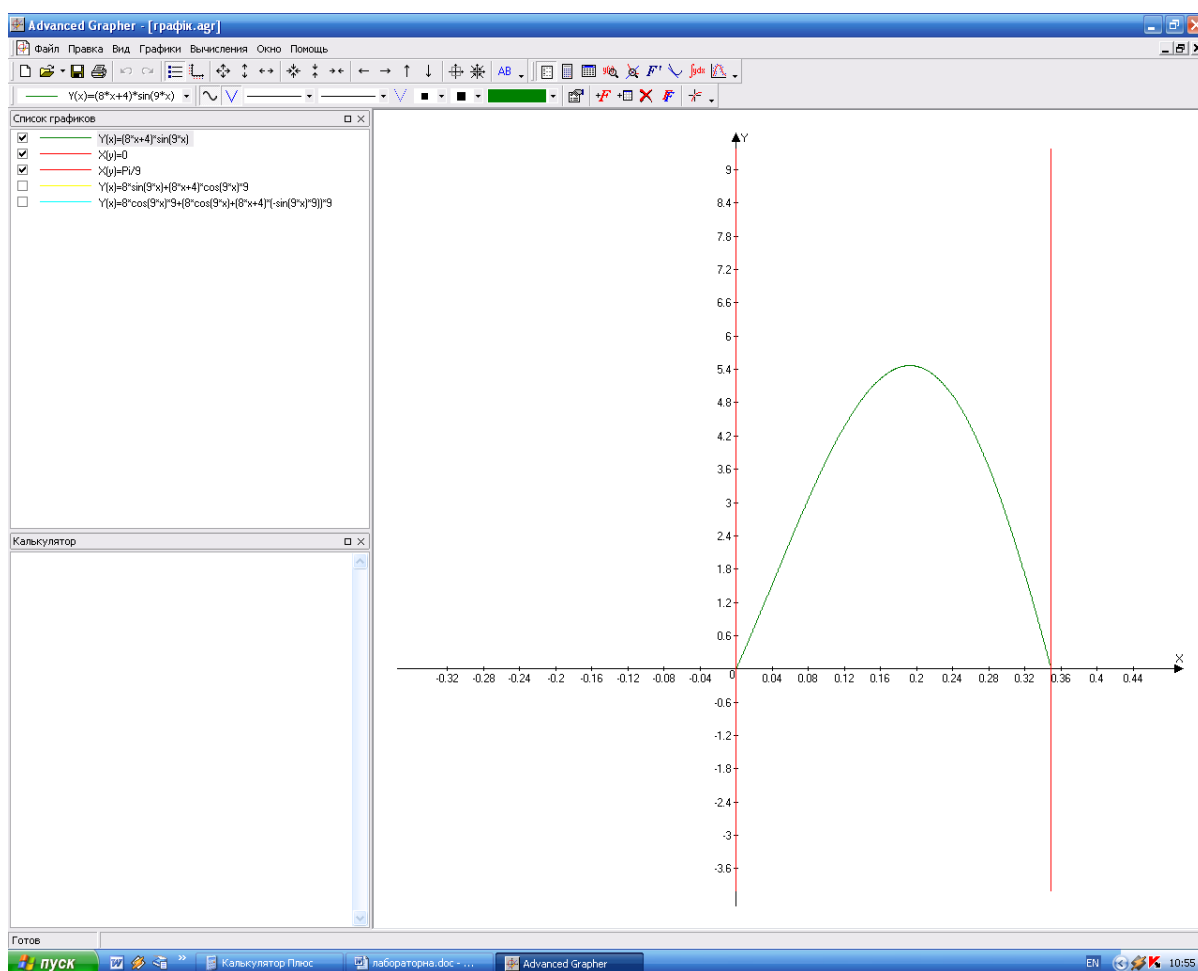 Advanced Grapher - [графік.agr]
Файл Правка Вид Графики Вычисления Окно Помощь
AB
Y(x)=(8*x+4)*sin(9*x)
Список графиков
Y(x)=(8*x+4)*sin(9*x)
X(y)=0
X(y)=Pi/9
Y(x)=8*sin(9*x)+(8*x+4)*cos(9*x)*9
Y(x)=8*cos(9*x)*9+(8*cos(9*x)+(8*x+4)*(-sin(9*x)*9))*9
Калькулятор
Y
9
8.4
7.8
7.2
6.6
6
5.4
4.8
4.2
3.6
3
2.4
1.8
1.2
0.6
X
-0.32 -0.28 -0.24 -0.2 -0.16 -0.12 -0.08 -0.04 0 0.04 0.08 0.12 0.16 0.2 0.24 0.28 0.32 0.36 0.4 0.44
-0.6
-1.2
-1.8
-2.4
-3
-3.6
Готов
пуск Калькулятор Плюс лабораторна.doc - ... Advanced Grapher EN 10:55